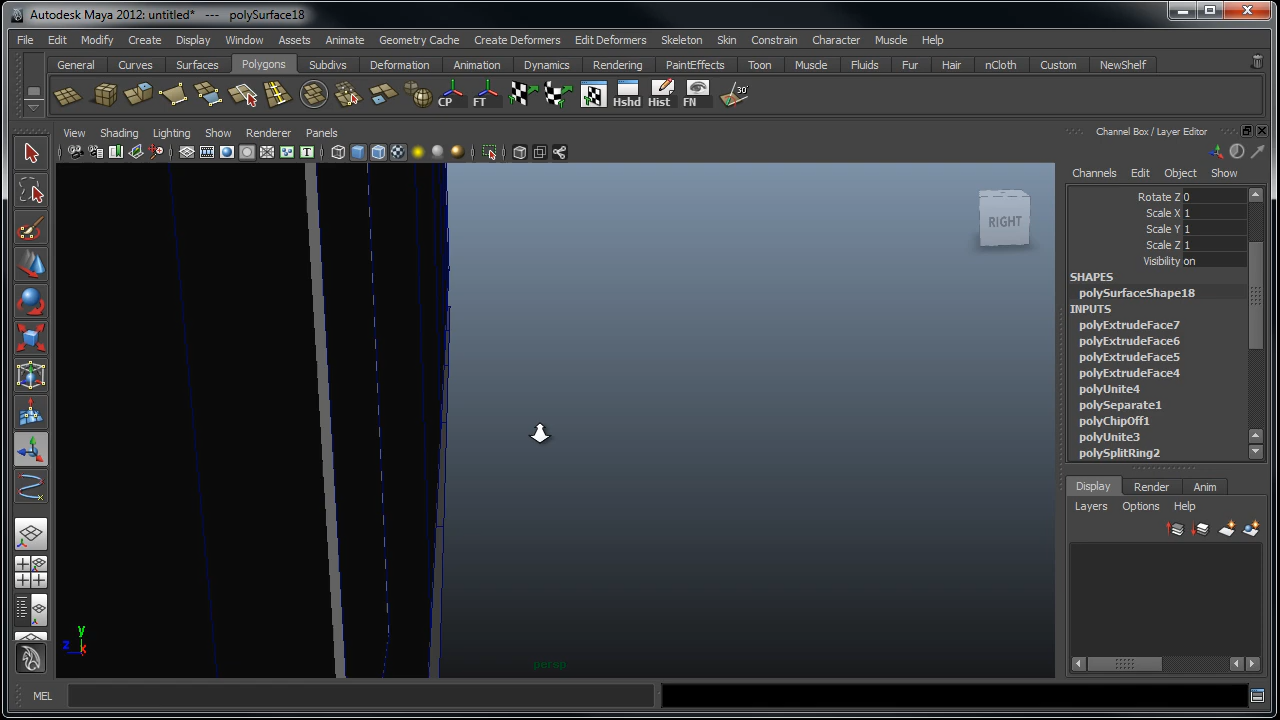 Autodesk Maya 2012: untitled* --- polySurface18
File Edit Modify Create Display Window Assets Animate Geometry Cache Create Deformers Edit Deformers Skeleton Skin Constrain Character Muscle Help
General Curves Surfaces Polygons Subdivs Deformation Animation Dynamics Rendering PaintEffects Toon Muscle Fluids Fur Hair nCloth Custom NewShelf
CP FT Hshd Hist FN 30°
View Shading Lighting Show Renderer Panels
Channel Box / Layer Editor
Channels Edit Object Show
Rotate Z 0
Scale X 1
Scale Y 1
Scale Z 1
Visibility on
SHAPES
polySurfaceShape18
INPUTS
polyExtrudeFace7
polyExtrudeFace6
polyExtrudeFace5
polyExtrudeFace4
polyUnite4
polySeparate1
polyChipOff1
polyUnite3
polySplitRing2
RIGHT
Display Render Anim
Layers Options Help
y
z
x
persp
MEL